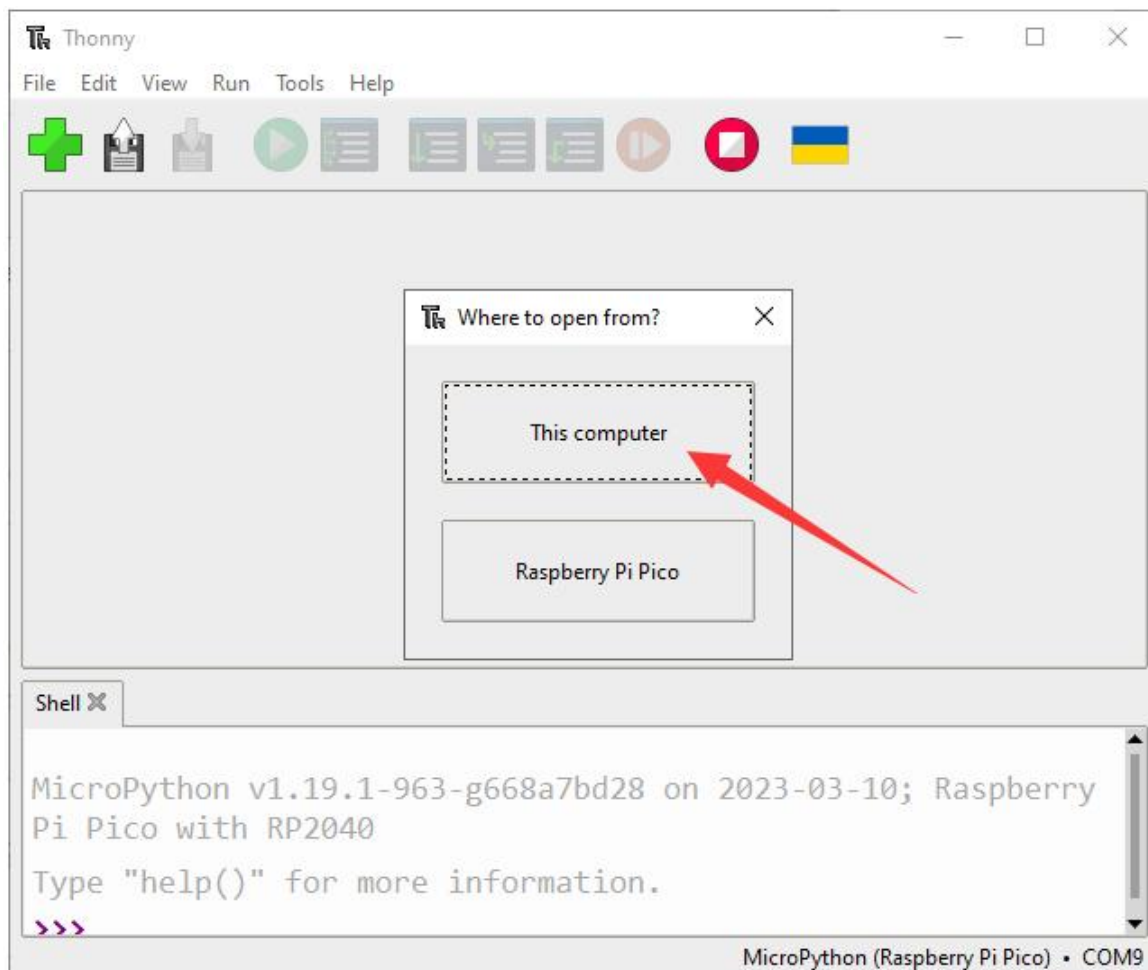 Thonny
File Edit View Run Tools Help
Where to open from?
This computer
Raspberry Pi Pico
Shell
MicroPython v1.19.1-963-g668a7bd28 on 2023-03-10; Raspberry
Pi Pico with RP2040
Type "help()" for more information.
>>>
MicroPython (Raspberry Pi Pico) • COM9